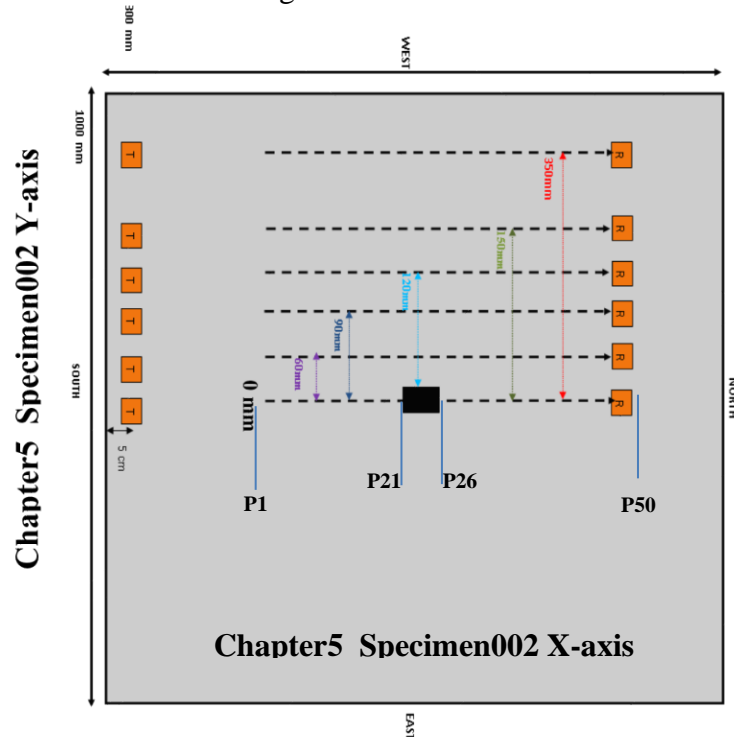 300 mm
WEST
1000 mm
T
R
350mm
T
150mm
R
T
120mm
R
T
90mm
R
T
60mm
R
T
0 mm
R
SOUTH
NORTH
5 cm
P1
P21
P26
P50
Chapter5 Specimen002 Y-axis
Chapter5 Specimen002 X-axis
EAST